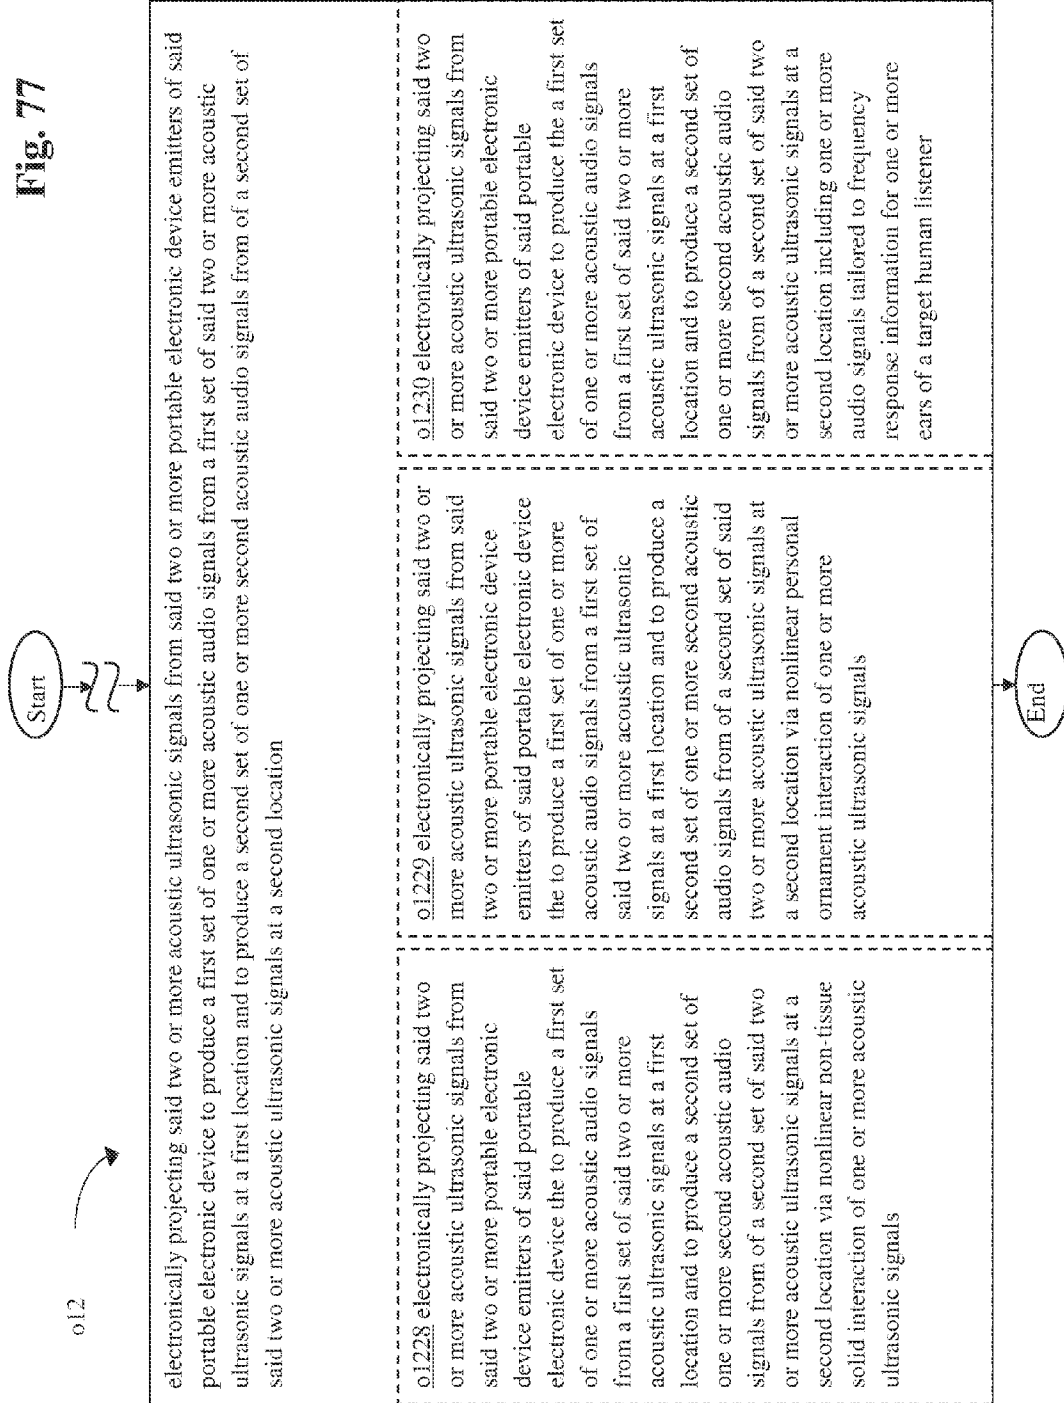 Fig. 77
o12
Start
electronically projecting said two or more acoustic ultrasonic signals from said two or more portable electronic device emitters of said
portable electronic device to produce a first set of one or more acoustic audio signals from a first set of said two or more acoustic
ultrasonic signals at a first location and to produce a second set of one or more second acoustic audio signals from of a second set of
said two or more acoustic ultrasonic signals at a second location
o1228 electronically projecting said two
or more acoustic ultrasonic signals from
said two or more portable electronic
device emitters of said portable
electronic device the to produce a first set
of one or more acoustic audio signals
from a first set of said two or more
acoustic ultrasonic signals at a first
location and to produce a second set of
one or more second acoustic audio
signals from of a second set of said two
or more acoustic ultrasonic signals at a
second location via nonlinear non-tissue
solid interaction of one or more acoustic
ultrasonic signals
o1229 electronically projecting said two or
more acoustic ultrasonic signals from said
two or more portable electronic device
emitters of said portable electronic device
the to produce a first set of one or more
acoustic audio signals from a first set of
said two or more acoustic ultrasonic
signals at a first location and to produce a
second set of one or more second acoustic
audio signals from of a second set of said
two or more acoustic ultrasonic signals at
a second location via nonlinear personal
ornament interaction of one or more
acoustic ultrasonic signals
o1230 electronically projecting said two
or more acoustic ultrasonic signals from
said two or more portable electronic
device emitters of said portable
electronic device to produce the a first set
of one or more acoustic audio signals
from a first set of said two or more
acoustic ultrasonic signals at a first
location and to produce a second set of
one or more second acoustic audio
signals from of a second set of said two
or more acoustic ultrasonic signals at a
second location including one or more
audio signals tailored to frequency
response information for one or more
ears of a target human listener
End